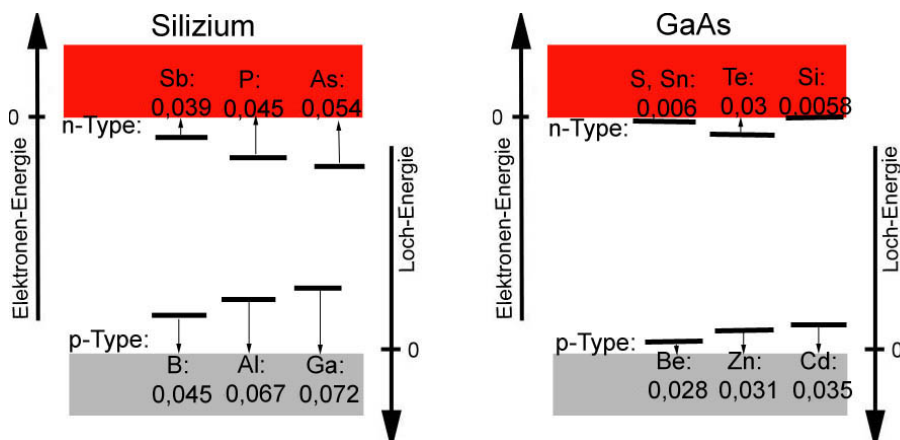 Silizium
Sb: P: As:
0,039 0,045 0,054
0
n-Type:
Elektronen-Energie
Loch-Energie
p-Type:
0
B: Al: Ga:
0,045 0,067 0,072
GaAs
S, Sn: Te: Si:
0,006 0,03 0,0058
0
n-Type:
Elektronen-Energie
Loch-Energie
p-Type:
0
Be: Zn: Cd:
0,028 0,031 0,035